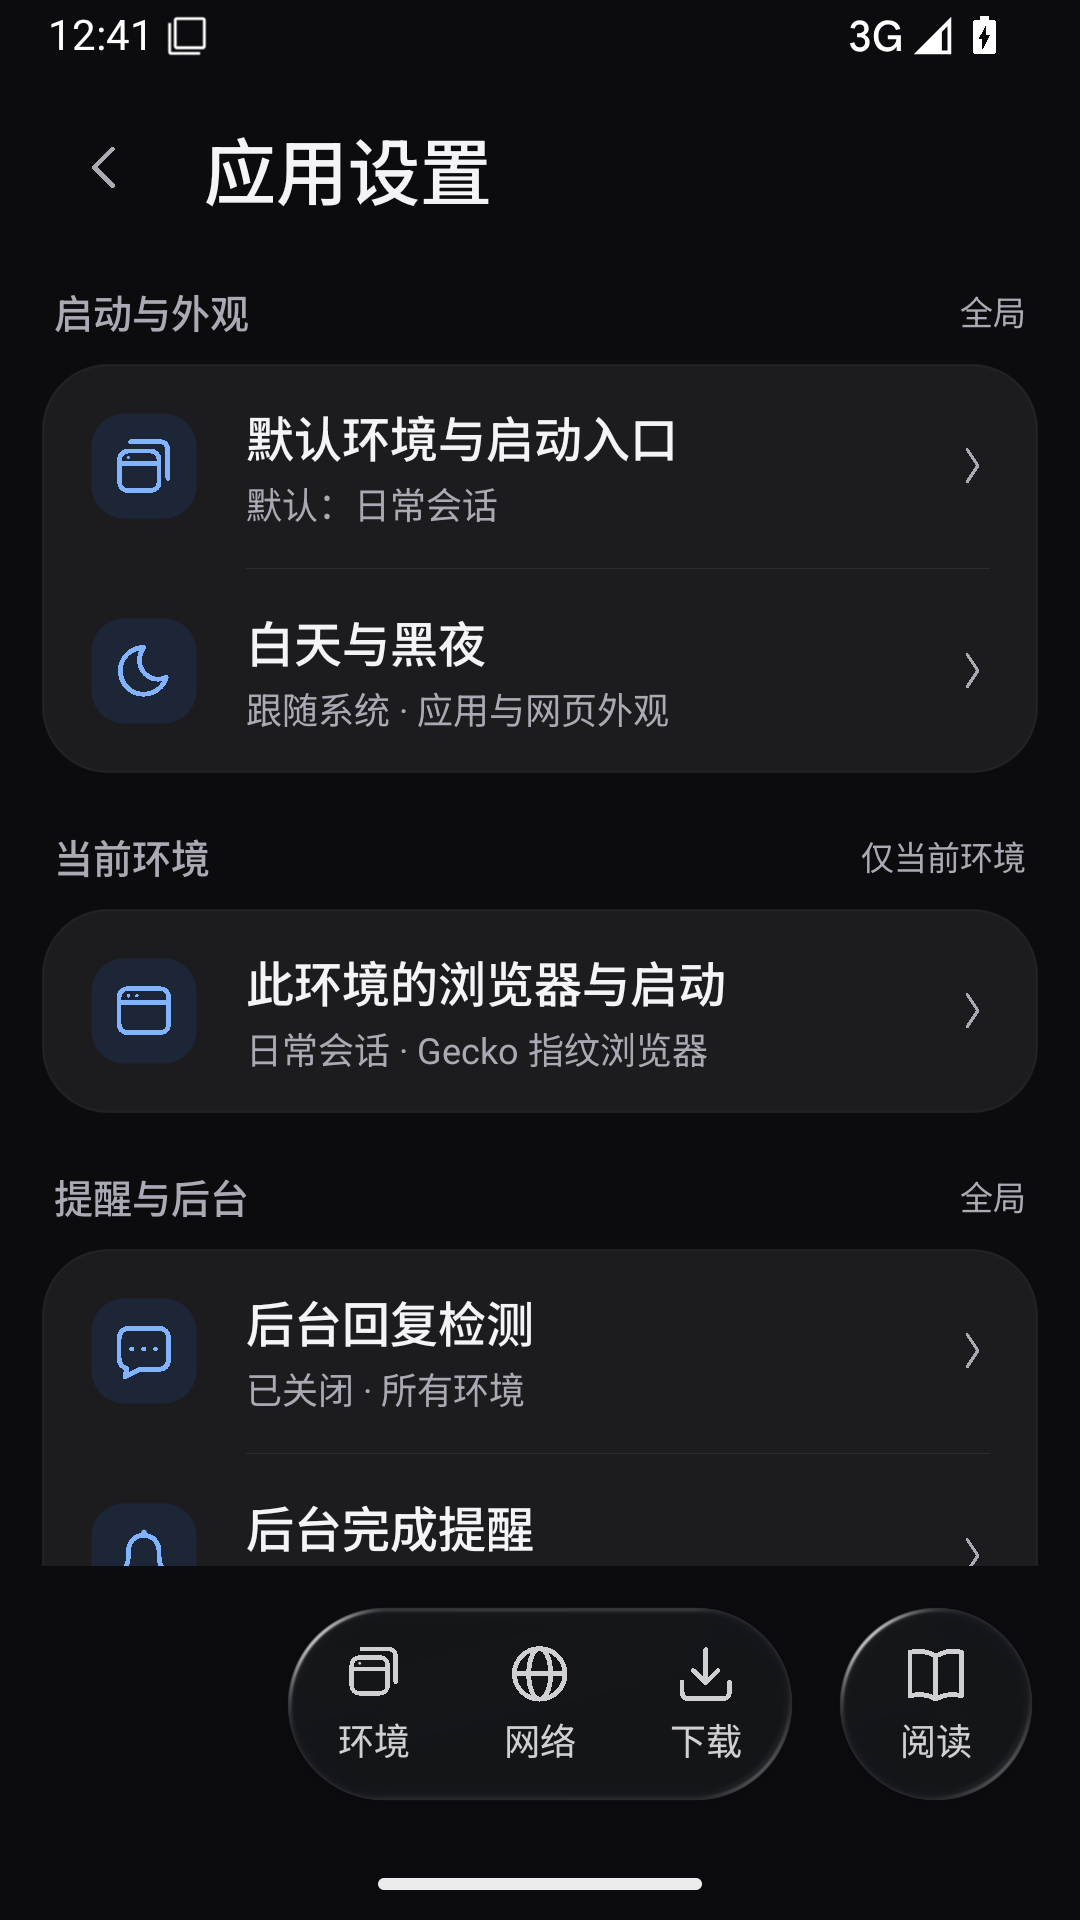 12:41
3G
应用设置
启动与外观
全局
默认环境与启动入口
默认：日常会话
白天与黑夜
跟随系统 · 应用与网页外观
当前环境
仅当前环境
此环境的浏览器与启动
日常会话 · Gecko 指纹浏览器
提醒与后台
全局
后台回复检测
已关闭 · 所有环境
后台完成提醒
环境
网络
下载
阅读